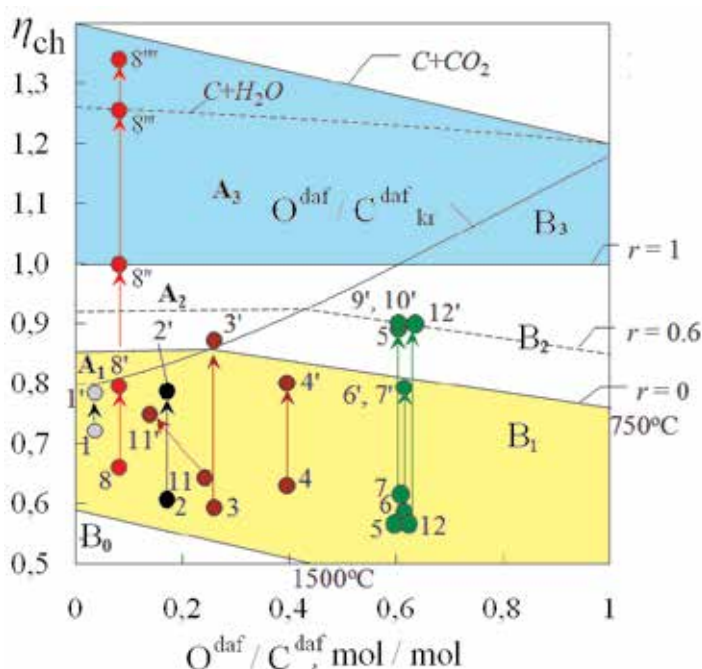 ηch
C+CO2
1,3
8''''
C+H2O
8'''
1,2
A3
O^daf / C^daf kr
B3
1,1
r = 1
1,0
8''
A2
9', 10'
12'
2'
3'
5'
B2
0,9
r = 0.6
A1
8'
4'
6', 7'
r = 0
0,8
1'
750°C
0,7
1
11'
B1
8
11
4
7
0,6
2
3
6
5
12
B0
0,5
1500°C
0
0,2
0,4
0,6
0,8
1
O^daf / C^daf, mol / mol